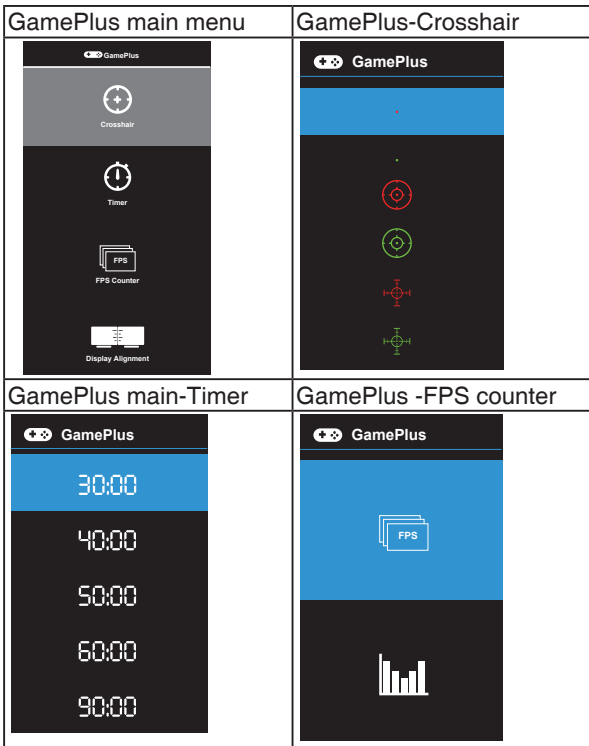 GamePlus main menu
GamePlus
Crosshair
Timer
FPS
FPS Counter
Display Alignment
GamePlus-Crosshair
GamePlus
GamePlus main-Timer
GamePlus
30:00
40:00
50:00
60:00
90:00
GamePlus -FPS counter
GamePlus
FPS